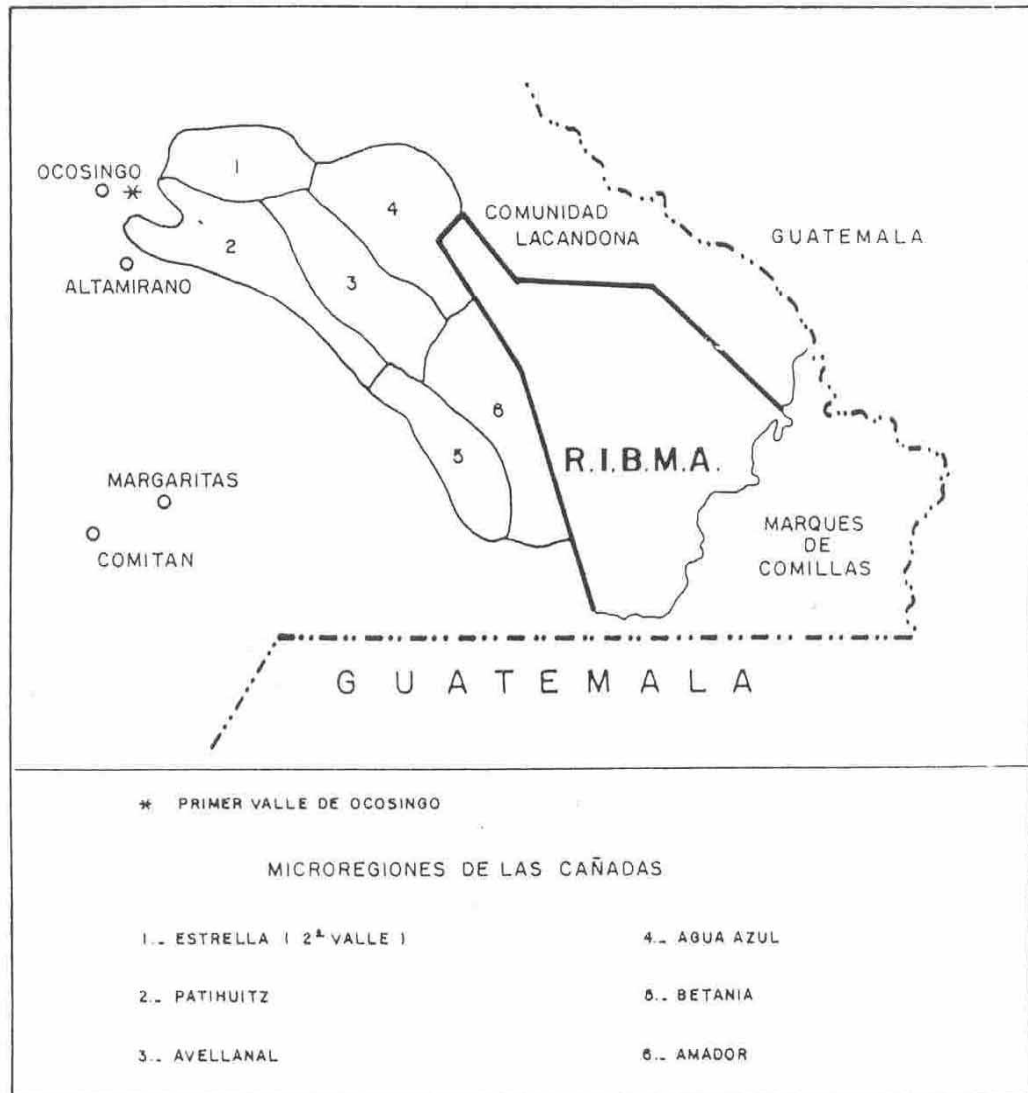 OCOSINGO
1
4
COMUNIDAD
LACANDONA
GUATEMALA
2
3
ALTAMIRANO
6
5
R.I.B.M.A.
MARGARITAS
COMITAN
MARQUES
DE
COMILLAS
GUATEMALA
* PRIMER VALLE DE OCOSINGO
MICROREGIONES DE LAS CAÑADAS
1.- ESTRELLA ( 2ª VALLE ) 4.- AGUA AZUL
2.- PATIHUITZ 5.- BETANIA
3.- AVELLANAL 6.- AMADOR